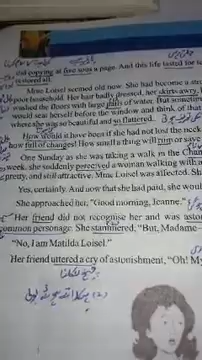 did copying at five sous a page. And this life lasted for t
restored all.
Mme Loisel seemed old now. She had become a str
poor household. Her hair badly dressed, her skirts awry,
washed the floors with large pails of water. But sometim
would seat herself before the window and think of that
where she was so beautiful and so flattered.
How would it have been if she had not lost the neck
how full of changes! How small a thing will ruin or save
One Sunday as she was taking a walk in the Cham
week, she suddenly perceived a woman walking with a
pretty, and still attractive. Mme Loisel was affected. Sh
Yes, certainly. And now that she had paid, she would
She approached her, "Good morning, Jeanne."
Her friend did not recognise her and was aston
common personage. She stammered, "But, Madame—
"No, I am Matilda Loisel."
Her friend uttered a cry of astonishment, "Oh! My